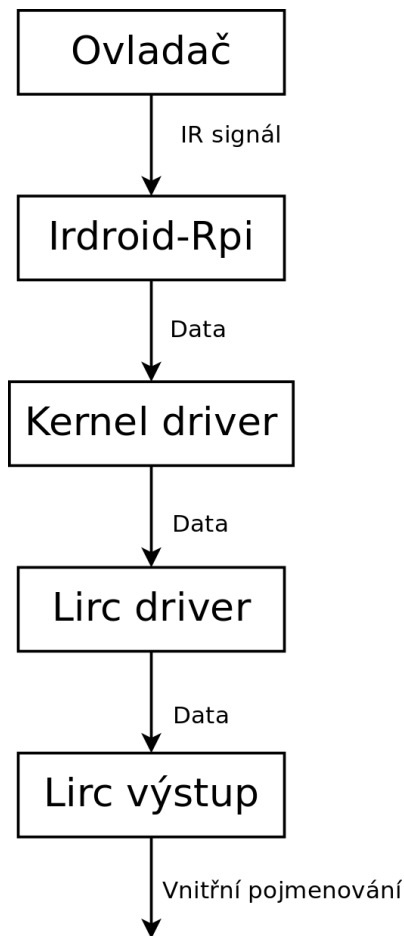 Ovladač
IR signál
Irdroid-Rpi
Data
Kernel driver
Data
Lirc driver
Data
Lirc výstup
Vnitřní pojmenování